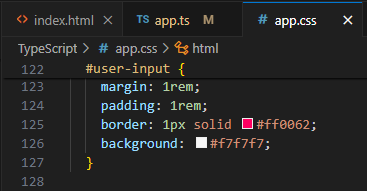 index.html TS app.ts M app.css
TypeScript > app.css > html
122 #user-input {
123 margin: 1rem;
124 padding: 1rem;
125 border: 1px solid #ff0062;
126 background: #f7f7f7;
127 }
128